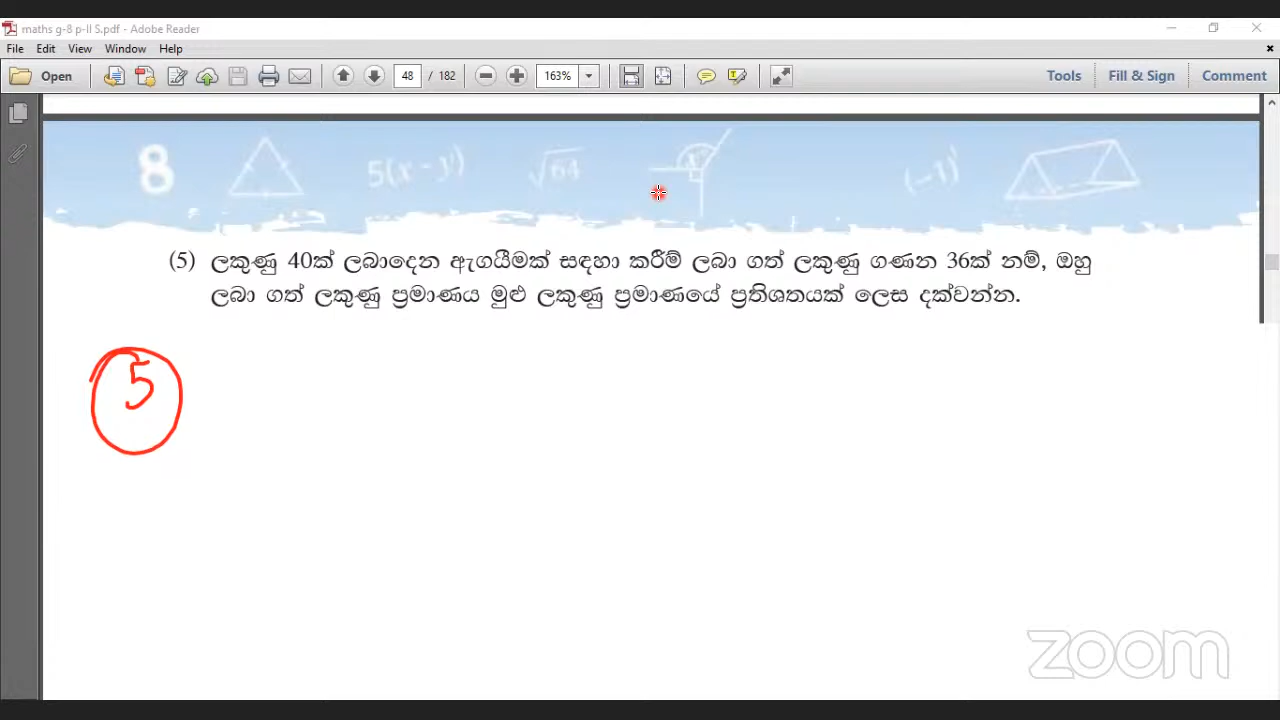 maths g-8 p-II S.pdf - Adobe Reader
File Edit View Window Help
Open 48 / 182 163% Tools Fill & Sign Comment
8 5(x - y) √64 (-1)
(5) ලකුණු 40ක් ලබාදෙන ඇගයීමක් සඳහා කරීම් ලබා ගත් ලකුණු ගණන 36ක් නම්, ඔහු
ලබා ගත් ලකුණු ප්‍රමාණය මුළු ලකුණු ප්‍රමාණයේ ප්‍රතිශතයක් ලෙස දක්වන්න.
5
zoom